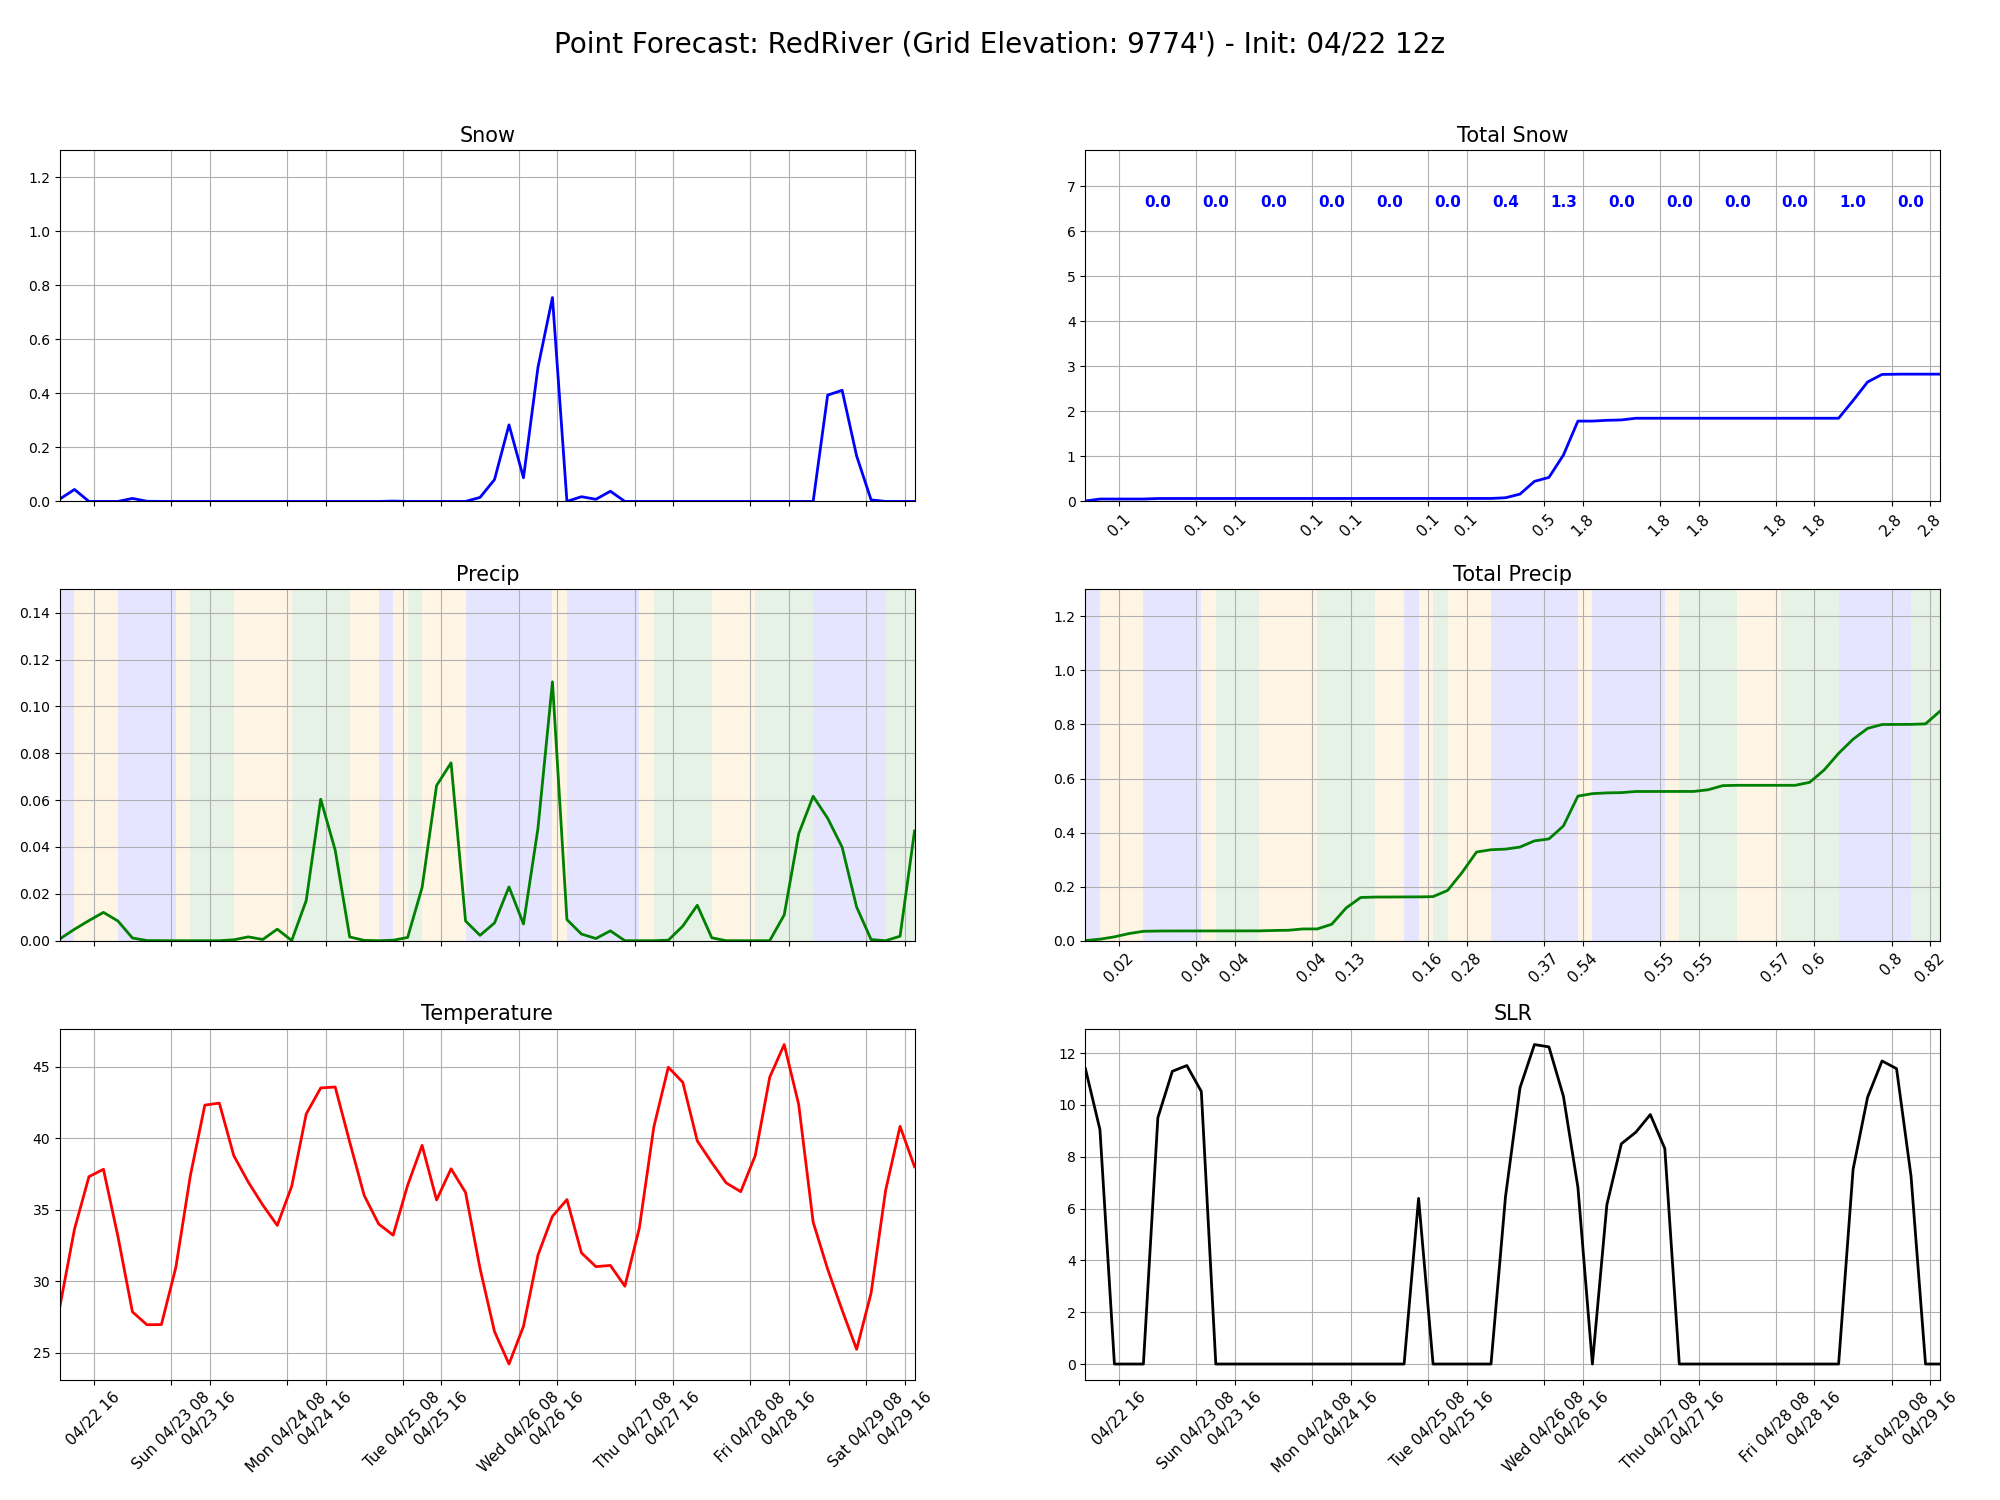 Point Forecast: RedRiver (Grid Elevation: 9774') - Init: 04/22 12z
Snow
1.2
1.0
0.8
0.6
0.4
0.2
0.0
Total Snow
7
6
5
4
3
2
1
0
0.0 0.0 0.0 0.0 0.0 0.0 0.4 1.3 0.0 0.0 0.0 0.0 1.0 0.0
0.1 0.1 0.1 0.1 0.1 0.1 0.1 0.5 1.8 1.8 1.8 1.8 1.8 2.8 2.8
Precip
0.14
0.12
0.10
0.08
0.06
0.04
0.02
0.00
Total Precip
1.2
1.0
0.8
0.6
0.4
0.2
0.0
0.02 0.04 0.04 0.04 0.13 0.16 0.28 0.37 0.54 0.55 0.55 0.57 0.6 0.8 0.82
Temperature
45
40
35
30
25
04/22 16
Sun 04/23 08
04/23 16
Mon 04/24 08
04/24 16
Tue 04/25 08
04/25 16
Wed 04/26 08
04/26 16
Thu 04/27 08
04/27 16
Fri 04/28 08
04/28 16
Sat 04/29 08
04/29 16
SLR
12
10
8
6
4
2
0
04/22 16
Sun 04/23 08
04/23 16
Mon 04/24 08
04/24 16
Tue 04/25 08
04/25 16
Wed 04/26 08
04/26 16
Thu 04/27 08
04/27 16
Fri 04/28 08
04/28 16
Sat 04/29 08
04/29 16